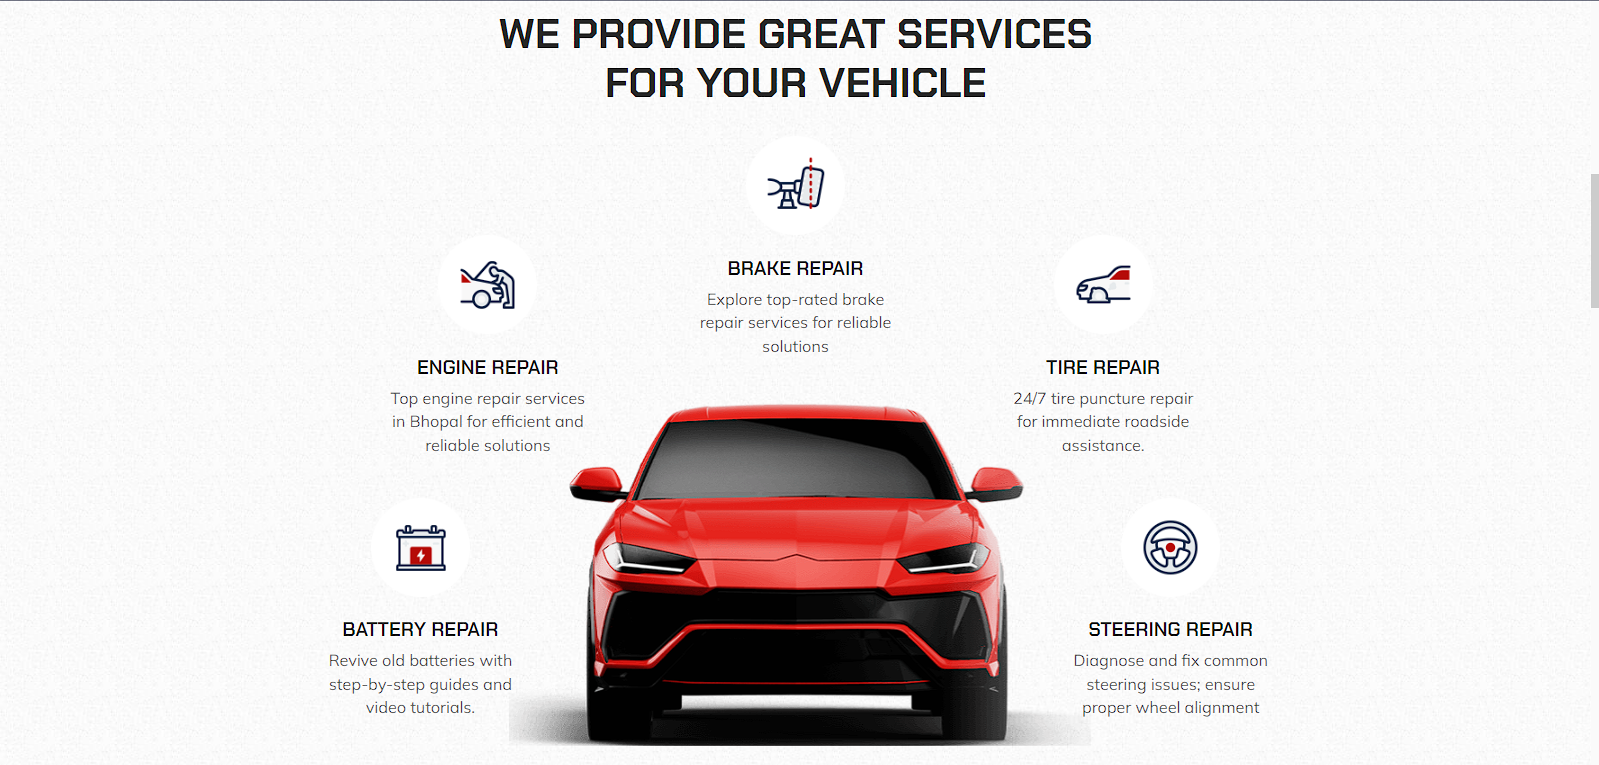 WE PROVIDE GREAT SERVICES
FOR YOUR VEHICLE
BRAKE REPAIR
Explore top-rated brake
repair services for reliable
solutions
ENGINE REPAIR
Top engine repair services
in Bhopal for efficient and
reliable solutions
TIRE REPAIR
24/7 tire puncture repair
for immediate roadside
assistance.
BATTERY REPAIR
Revive old batteries with
step-by-step guides and
video tutorials.
STEERING REPAIR
Diagnose and fix common
steering issues; ensure
proper wheel alignment